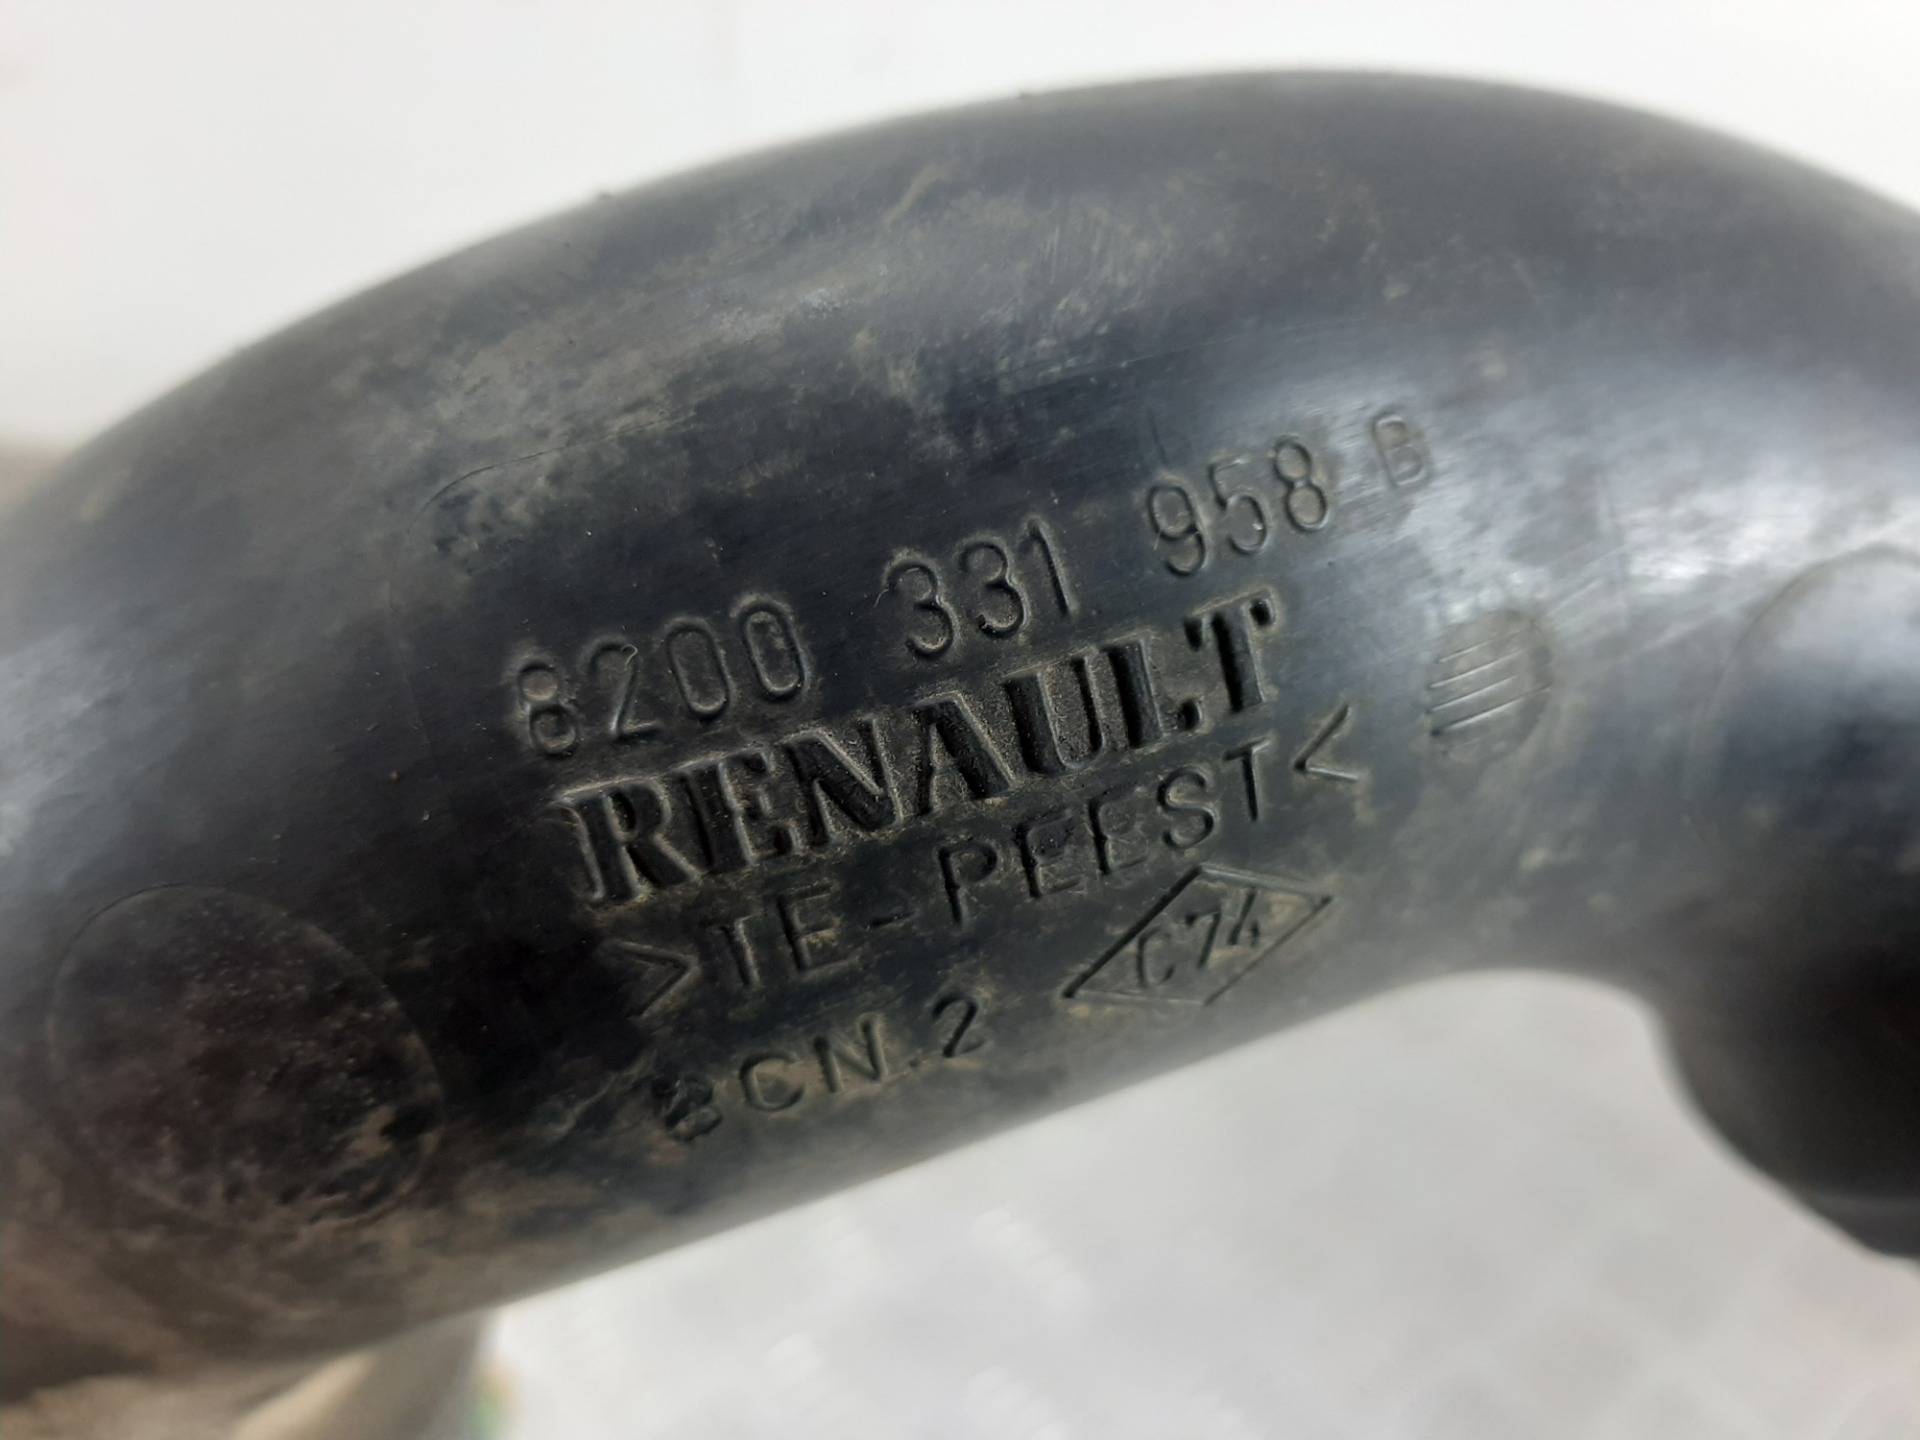 8200 331 958 B
RENAULT
>TE-PEEST<
CN.2 C74